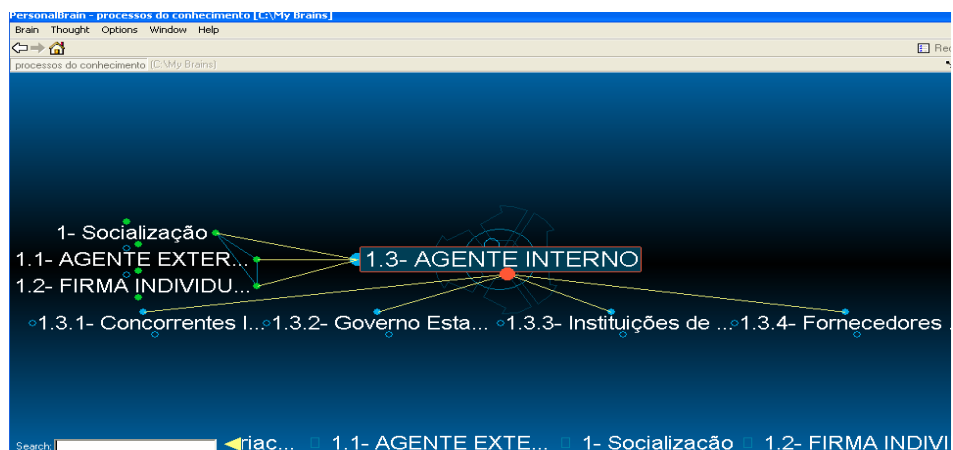 PersonalBrain - processos do conhecimento [C:\My Brains]
Brain Thought Options Window Help
Rec
processos do conhecimento (C:\My Brains)
1- Socialização
1.1- AGENTE EXTER...
1.2- FIRMA INDIVIDU...
1.3- AGENTE INTERNO
1.3.1- Concorrentes I... 1.3.2- Governo Esta... 1.3.3- Instituições de ... 1.3.4- Fornecedores
Search: riac... 1.1- AGENTE EXTE... 1- Socialização 1.2- FIRMA INDIVI